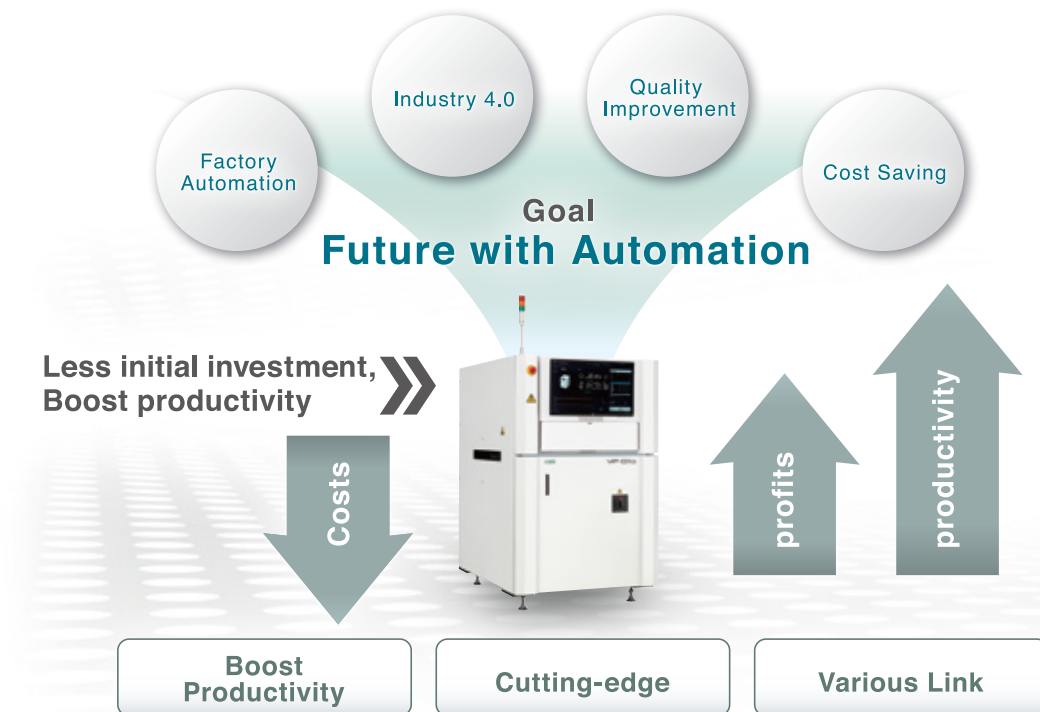 Industry 4.0
Quality
Improvement
Factory
Automation
Cost Saving
Goal
Future with Automation
Less initial investment,
Boost productivity
Costs
profits
productivity
Boost
Productivity
Cutting-edge
Various Link